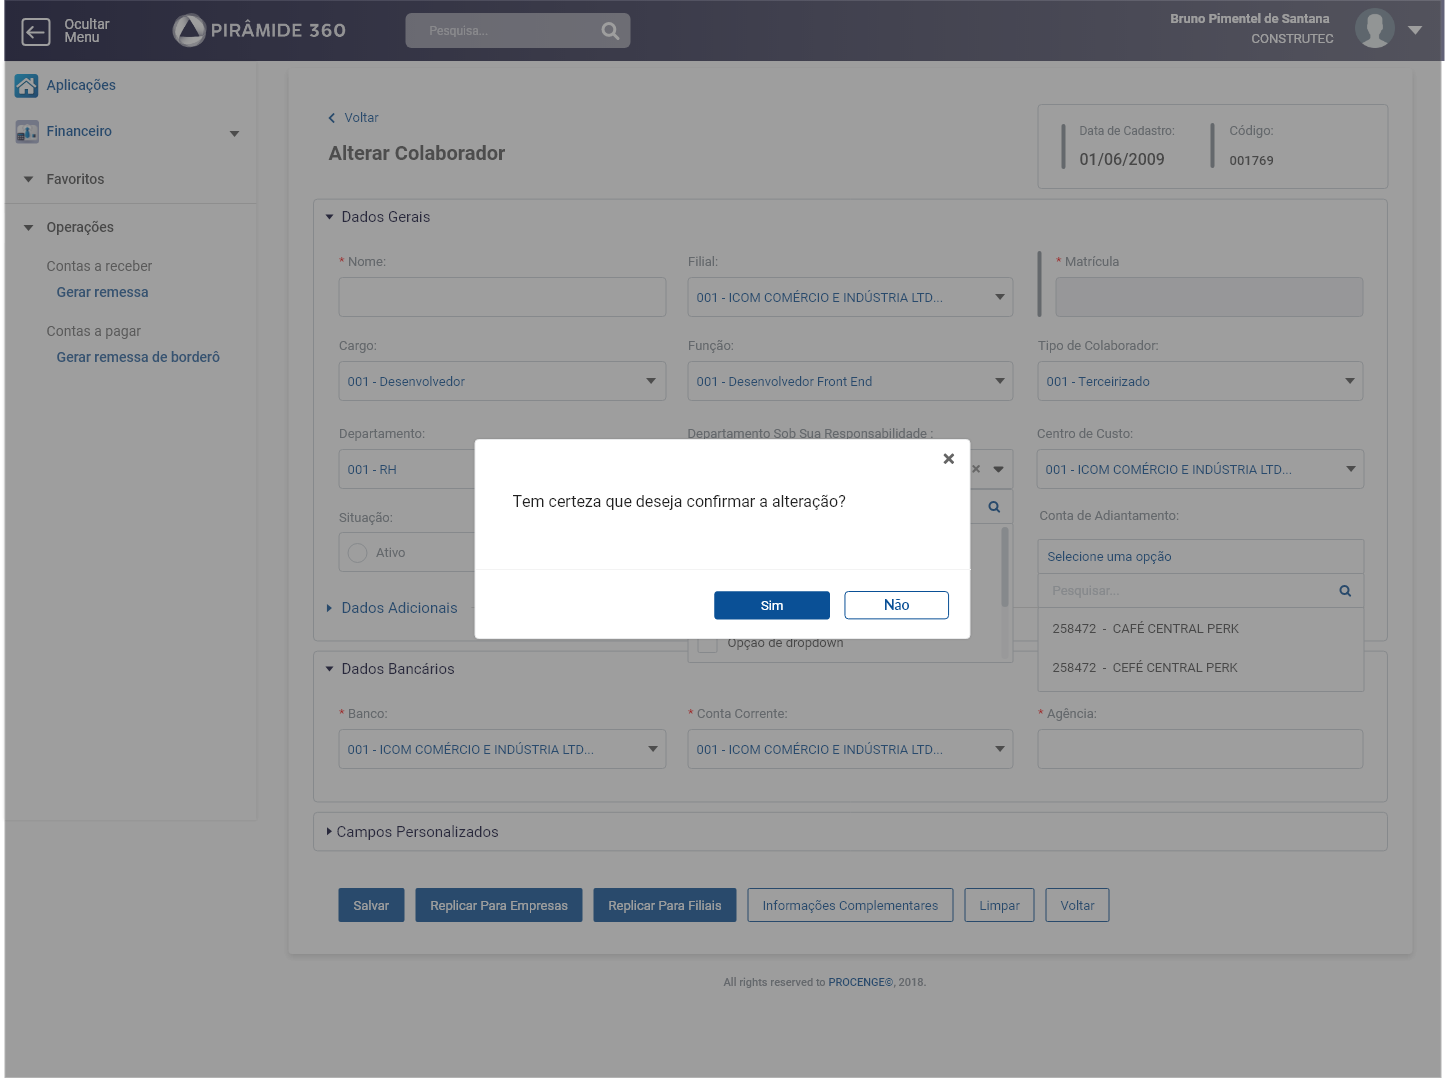 Ocultar
Menu
PIRÂMIDE 360
Pesquisa...
Bruno Pimentel de Santana
CONSTRUTEC
Aplicações
Financeiro
Favoritos
Operações
Contas a receber
Gerar remessa
Contas a pagar
Gerar remessa de borderô
Voltar
Alterar Colaborador
Data de Cadastro:
01/06/2009
Código:
001769
Dados Gerais
* Nome:
Filial:
001 - ICOM COMÉRCIO E INDÚSTRIA LTD...
* Matrícula
Cargo:
001 - Desenvolvedor
Função:
001 - Desenvolvedor Front End
Tipo de Colaborador:
001 - Terceirizado
Departamento:
001 - RH
Departamento Sob Sua Responsabilidade :
Centro de Custo:
001 - ICOM COMÉRCIO E INDÚSTRIA LTD...
Situação:
Ativo
Conta de Adiantamento:
Selecione uma opção
Pesquisar...
258472 - CAFÉ CENTRAL PERK
258472 - CEFÉ CENTRAL PERK
Tem certeza que deseja confirmar a alteração?
Sim
Não
Dados Adicionais
Opção de dropdown
Dados Bancários
* Banco:
001 - ICOM COMÉRCIO E INDÚSTRIA LTD...
* Conta Corrente:
001 - ICOM COMÉRCIO E INDÚSTRIA LTD...
* Agência:
Campos Personalizados
Salvar
Replicar Para Empresas
Replicar Para Filiais
Informações Complementares
Limpar
Voltar
All rights reserved to PROCENGE©, 2018.